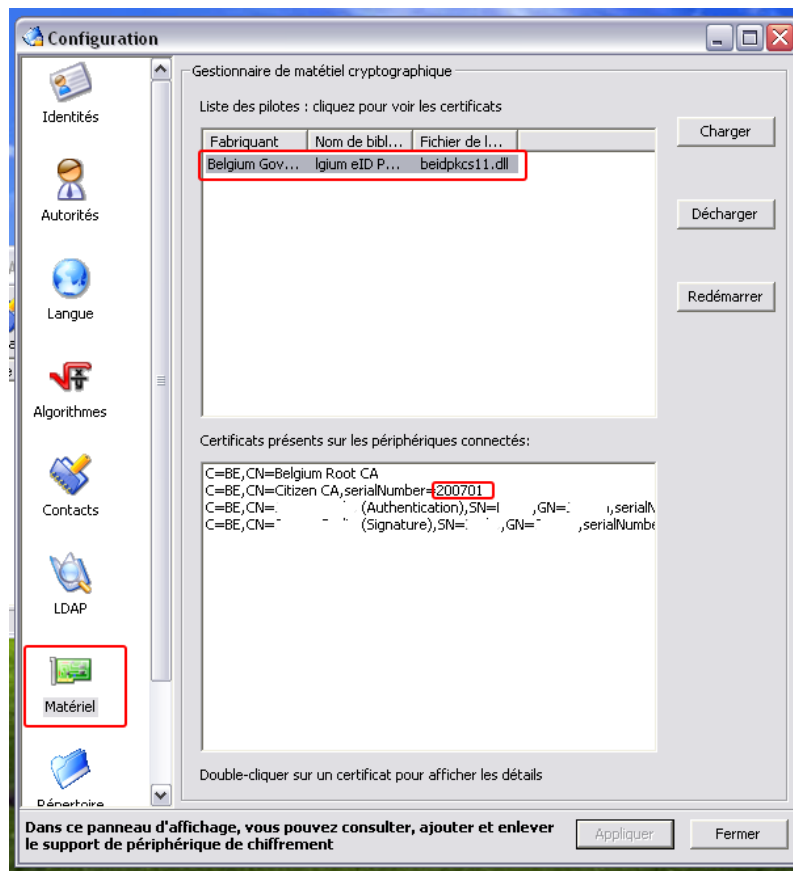 Configuration
Identités
Autorités
Langue
Algorithmes
Contacts
LDAP
Matériel
Répertoire
Gestionnaire de matétiel cryptographique
Liste des pilotes : cliquez pour voir les certificats
Fabriquant Nom de bibl... Fichier de l...
Belgium Gov... lgium eID P... beidpkcs11.dll
Charger
Décharger
Redémarrer
Certificats présents sur les périphériques connectés:
C=BE,CN=Belgium Root CA
C=BE,CN=Citizen CA,serialNumber=200701
C=BE,CN= (Authentication),SN= ,GN= ,serialN
C=BE,CN= (Signature),SN= ,GN= ,serialNumbe
Double-cliquer sur un certificat pour afficher les détails
Dans ce panneau d'affichage, vous pouvez consulter, ajouter et enlever
le support de périphérique de chiffrement
Appliquer
Fermer